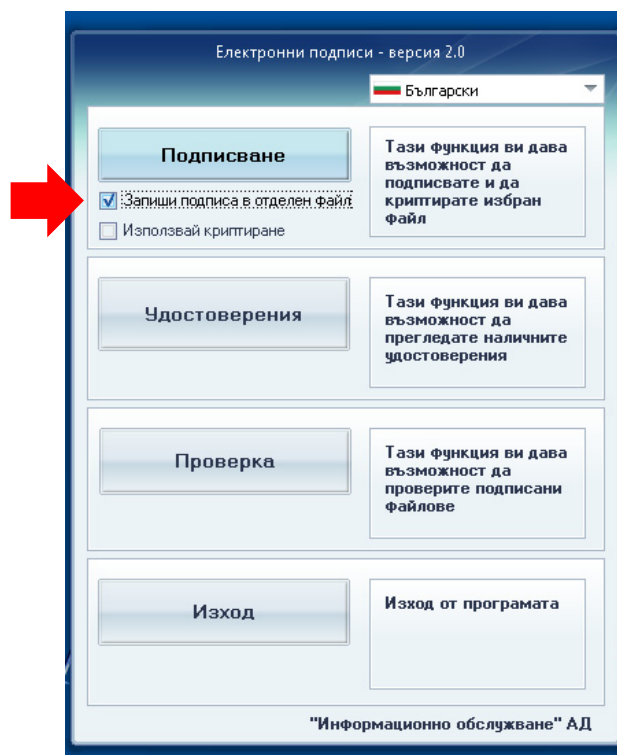 Електронни подписи - версия 2.0
Български
Подписване
Тази функция ви дава
възможност да
подписвате и да
криптирате избран
файл
Запиши подписа в отделен файл
Използвай криптиране
Удостоверения
Тази функция ви дава
възможност да
прегледате наличните
удостоверения
Проверка
Тази функция ви дава
възможност да
проверите подписани
файлове
Изход
Изход от програмата
"Информационно обслужване" АД